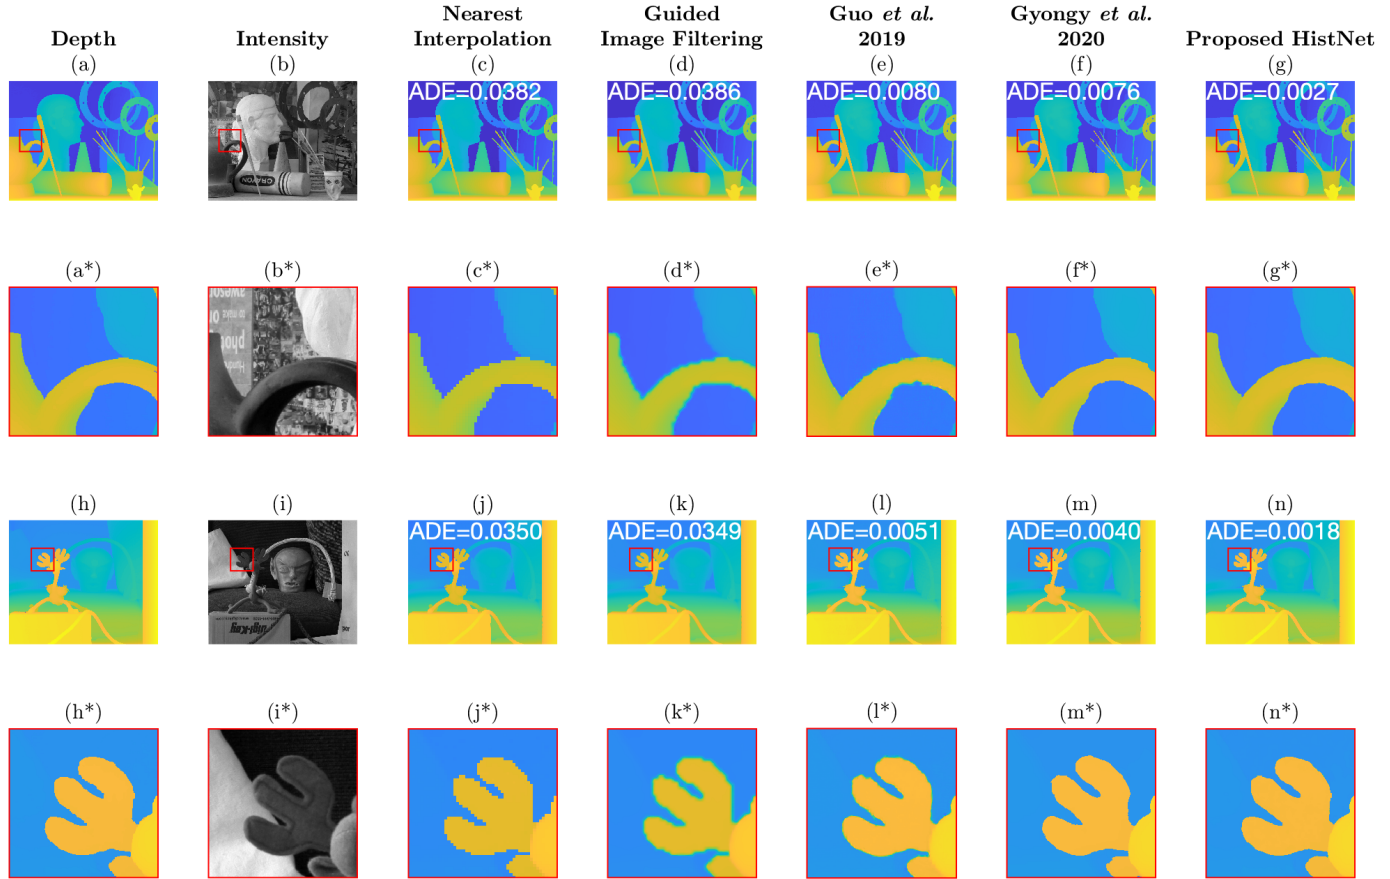 Depth
Intensity
Nearest
Interpolation
Guided
Image Filtering
Guo et al.
2019
Gyongy et al.
2020
Proposed HistNet
(a)
(b)
(c)
(d)
(e)
(f)
(g)
CRAYON
ADE=0.0382
ADE=0.0386
ADE=0.0080
ADE=0.0076
ADE=0.0027
(a*)
(b*)
(c*)
(d*)
(e*)
(f*)
(g*)
(h)
(i)
(j)
(k)
(l)
(m)
(n)
ADE=0.0350
ADE=0.0349
ADE=0.0051
ADE=0.0040
ADE=0.0018
(h*)
(i*)
(j*)
(k*)
(l*)
(m*)
(n*)